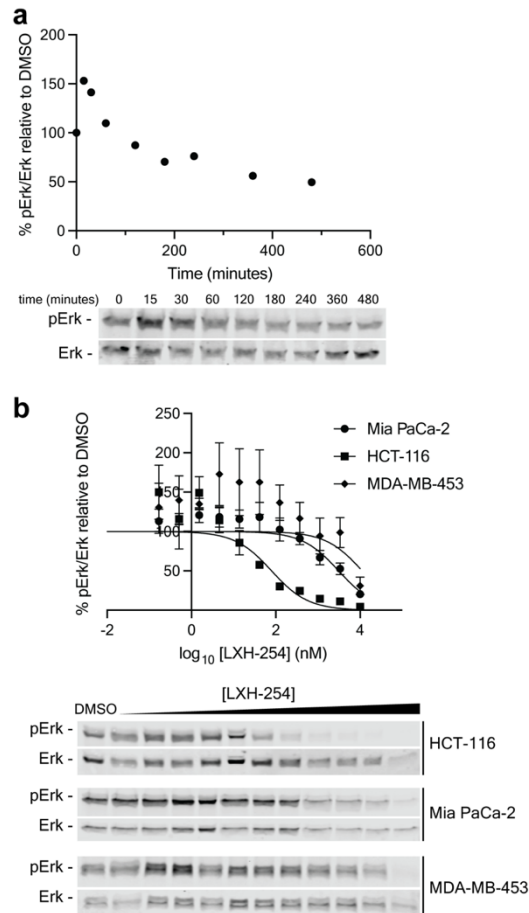 a
% pErk/Erk relative to DMSO
200
150
100
50
0
0 200 400 600
Time (minutes)
time (minutes) 0 15 30 60 120 180 240 360 480
pErk -
Erk -
b
% pErk/Erk relative to DMSO
250
200
150
100
50
-2 0 2 4
log10 [LXH-254] (nM)
Mia PaCa-2
HCT-116
MDA-MB-453
[LXH-254]
DMSO
pErk -
Erk -
HCT-116
pErk -
Erk -
Mia PaCa-2
pErk -
Erk -
MDA-MB-453